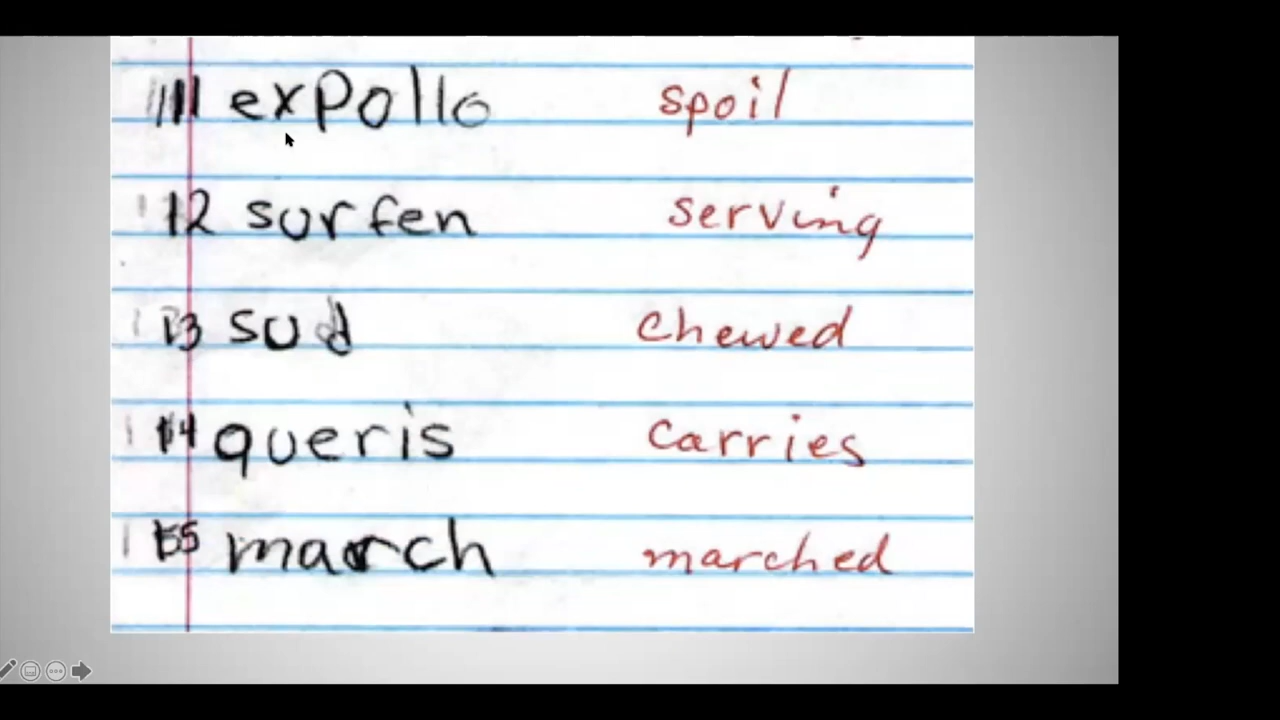 11 expollo spoil
12 surfen serving
13 sud chewed
14 queris carries
15 march marched